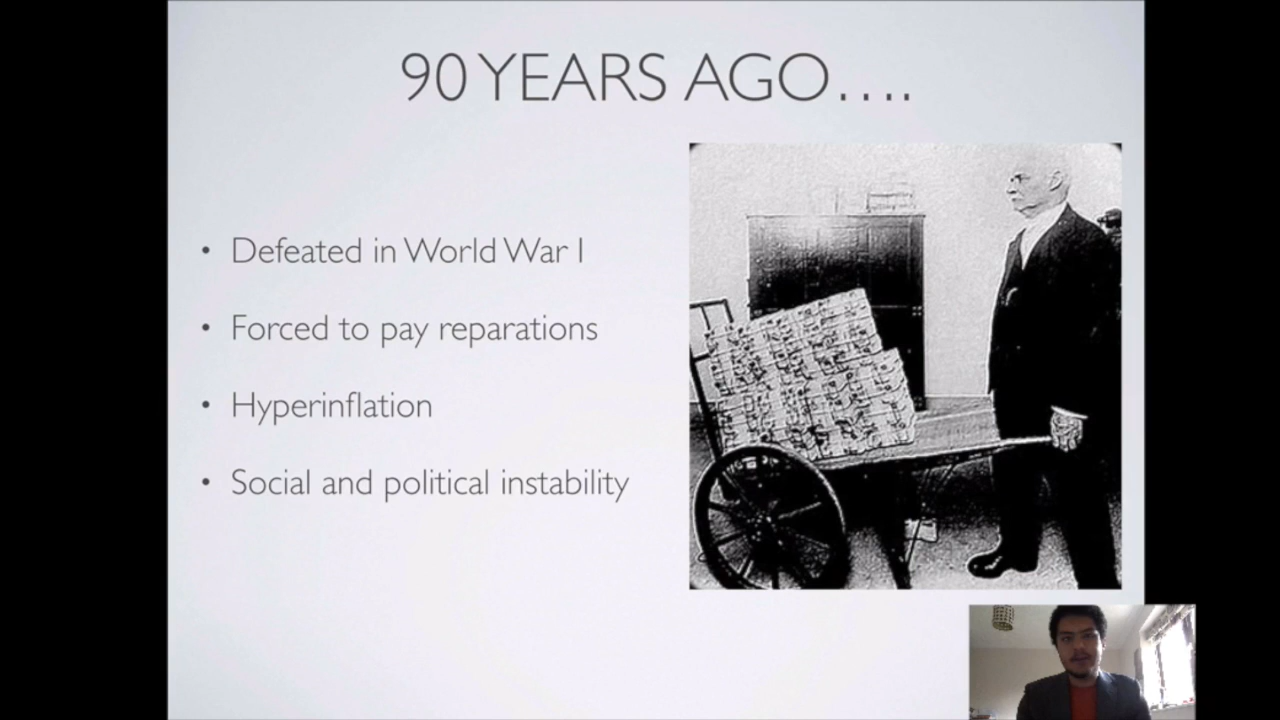 90 YEARS AGO....
• Defeated in World War I
• Forced to pay reparations
• Hyperinflation
• Social and political instability